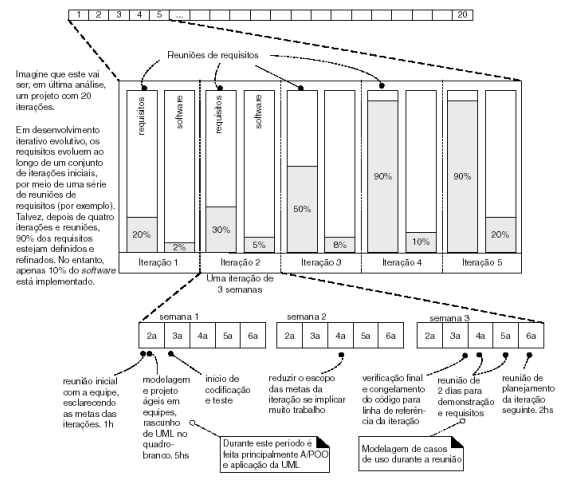 1 2 3 4 5 ... 20
Reuniões de requisitos
Imagine que este vai
ser, em última análise,
um projeto com 20
iterações.
Em desenvolvimento
iterativo evolutivo, os
requisitos evoluem ao
longo de um conjunto
de iterações iniciais,
por meio de uma série
de reuniões de
requisitos (por exemplo).
Talvez, depois de quatro
iterações e reuniões,
90% dos requisitos
estejam definidos e
refinados. No entanto,
apenas 10% do software
está implementado.
requisitos
software
requisitos
software
20%
2%
30%
5%
50%
8%
90%
10%
90%
20%
Iteração 1
Iteração 2
Iteração 3
Iteração 4
Iteração 5
Uma iteração de
3 semanas
semana 1
semana 2
semana 3
2a 3a 4a 5a 6a
2a 3a 4a 5a 6a
2a 3a 4a 5a 6a
reunião inicial
com a equipe,
esclarecendo
as metas das
iterações. 1h
modelagem
e projeto
ágeis em
equipes,
rascunho
de UML no
quadro-
branco. 5hs
início de
codificação
e teste
reduzir o escopo
das metas da
iteração se implicar
muito trabalho
verificação final
e congelamento
do código para
linha de referên-
cia da iteração
reunião de
2 dias para
demonstração
e requisitos
reunião de
planejamento
da iteração
seguinte. 2hs
Durante este período é
feita principalmente A/POO
e aplicação da UML
Modelagem de casos
de uso durante a reunião